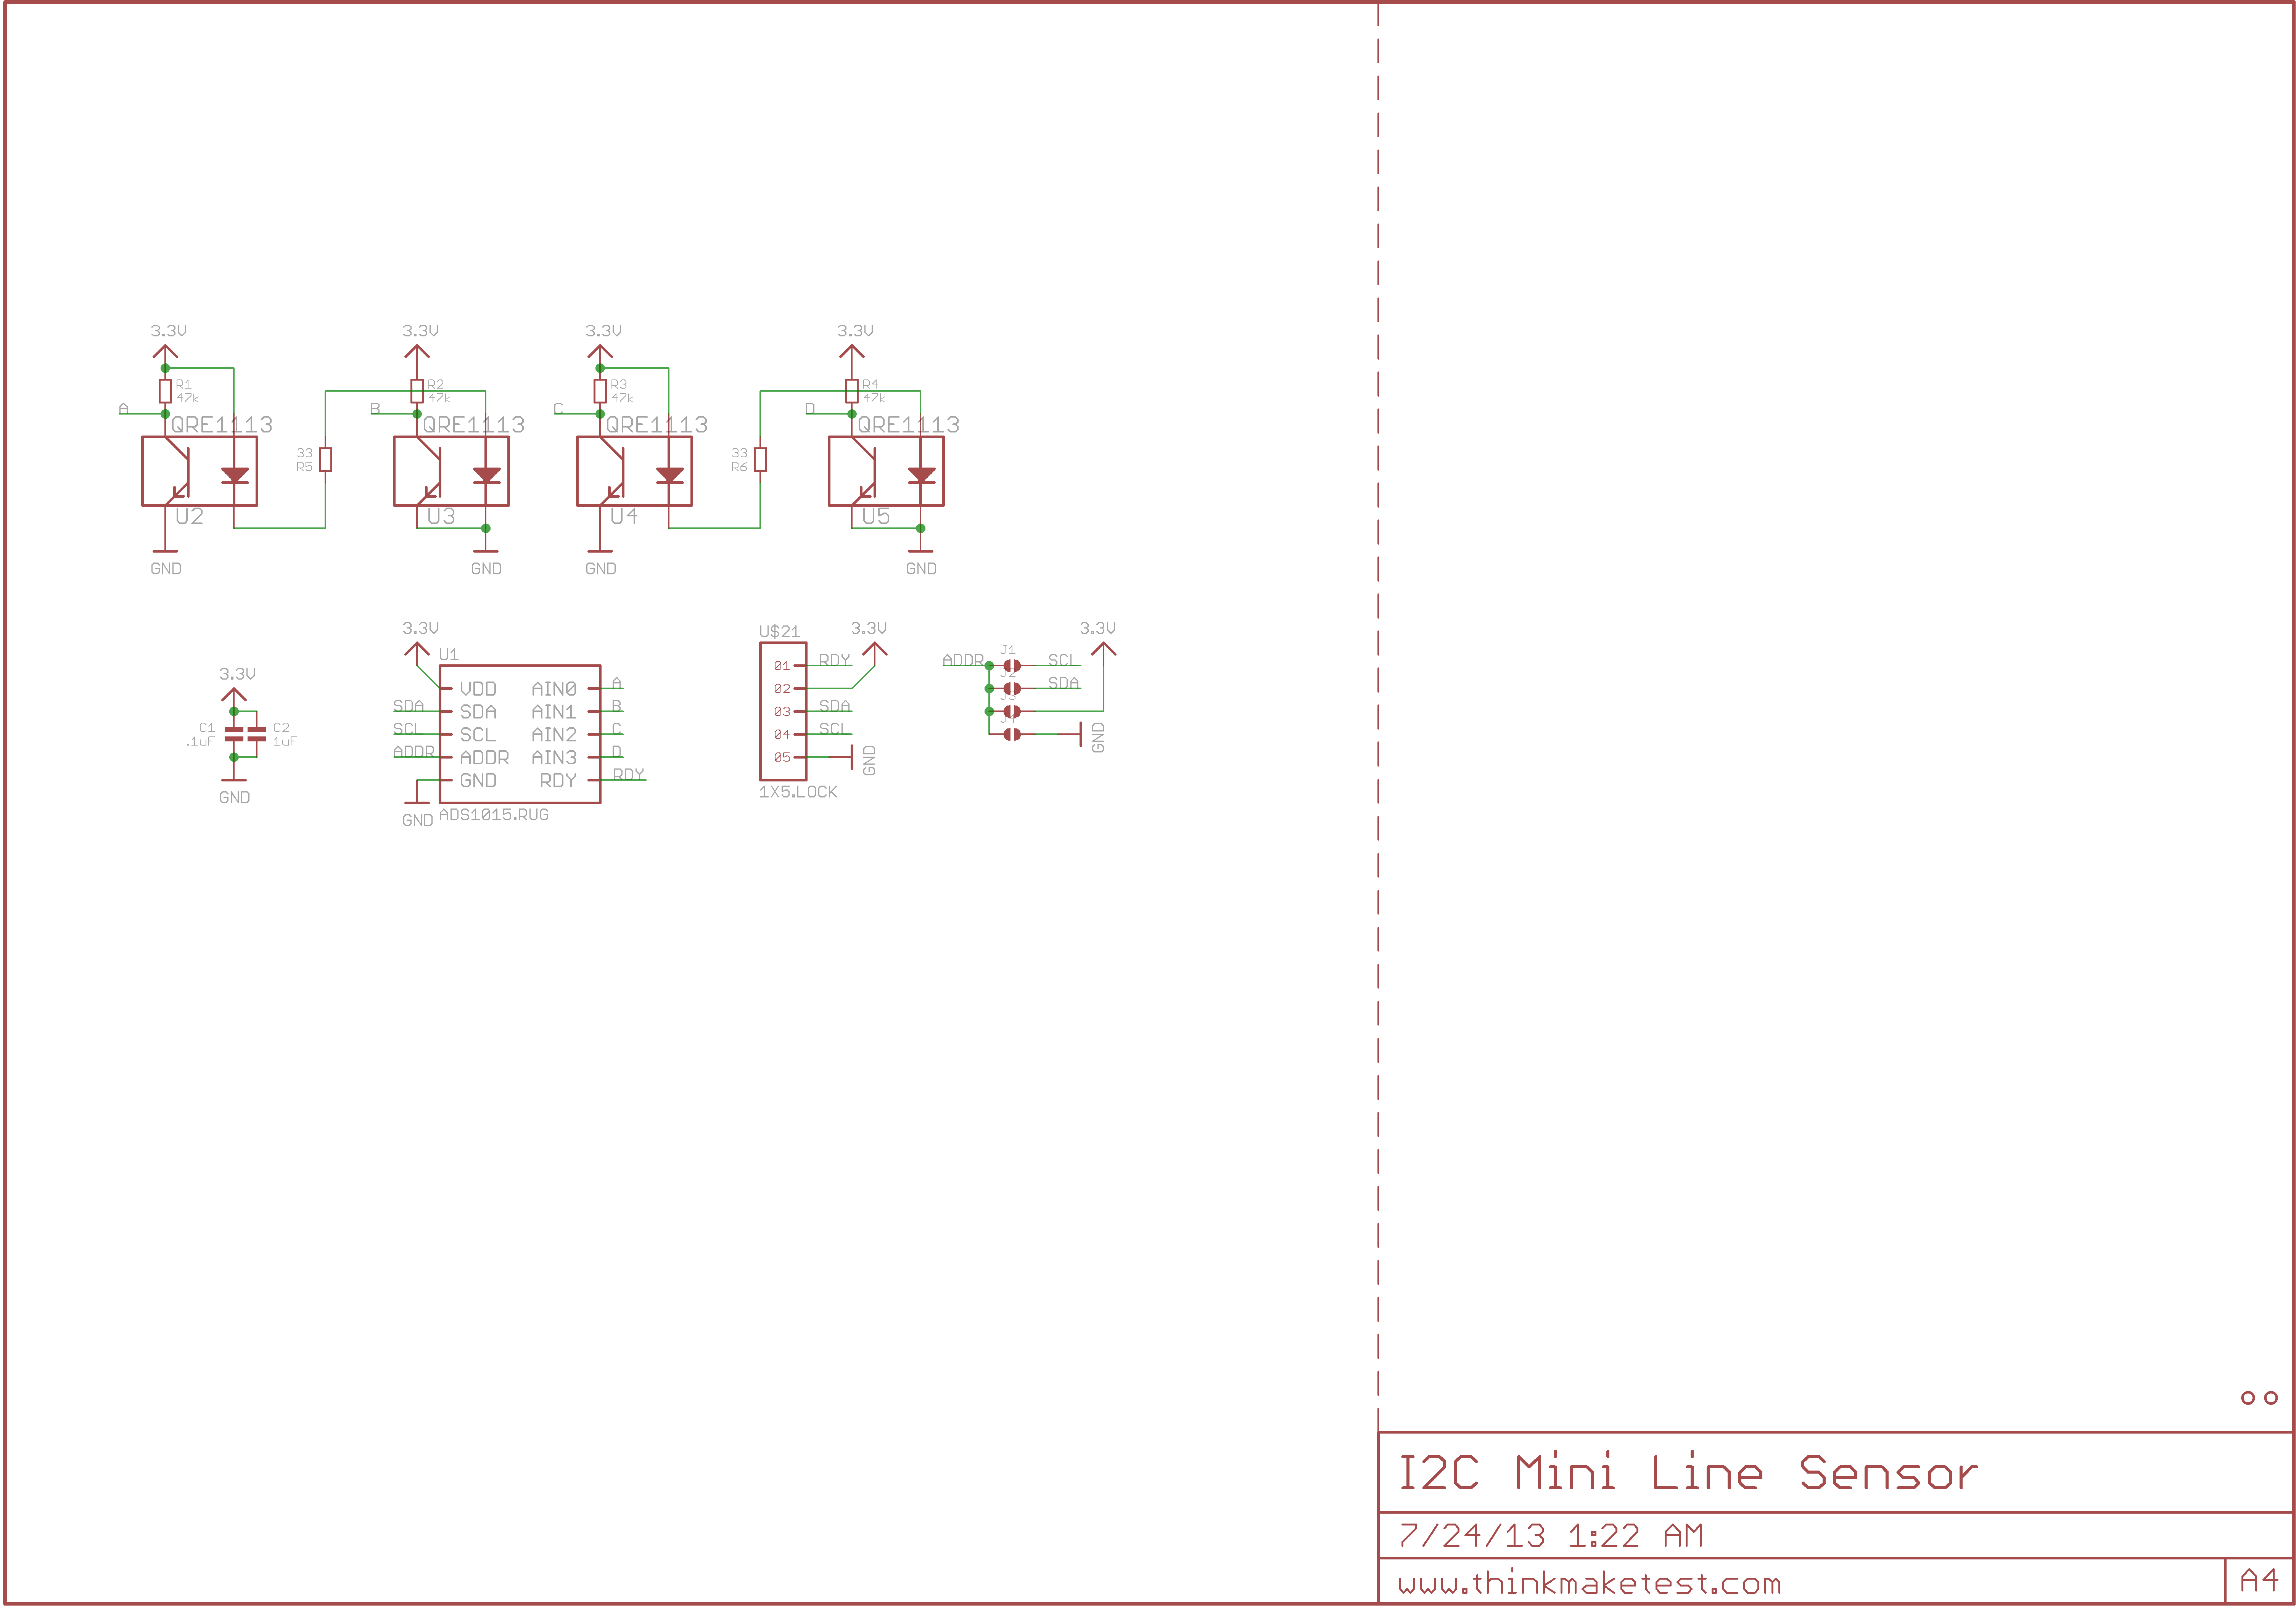 3.3V 3.3V 3.3V 3.3V
R1 R2 R3 R4
47k 47k 47k 47k
A B C D
QRE1113 QRE1113 QRE1113 QRE1113
33 33
R5 R6
U2 U3 U4 U5
GND GND GND GND
3.3V
C1 C2
.1uF 1uF
GND
3.3V
U1
VDD AIN0 A
SDA SDA AIN1 B
SCL SCL AIN2 C
ADDR ADDR AIN3 D
GND RDY RDY
GND ADS1015.RUG
U$21 3.3V
01 RDY
02
03 SDA
04 SCL
05 GND
1X5.LOCK
3.3V
J1
ADDR SCL
J2
SDA
J3
GND
I2C Mini Line Sensor
7/24/13 1:22 AM
www.thinkmaketest.com A4